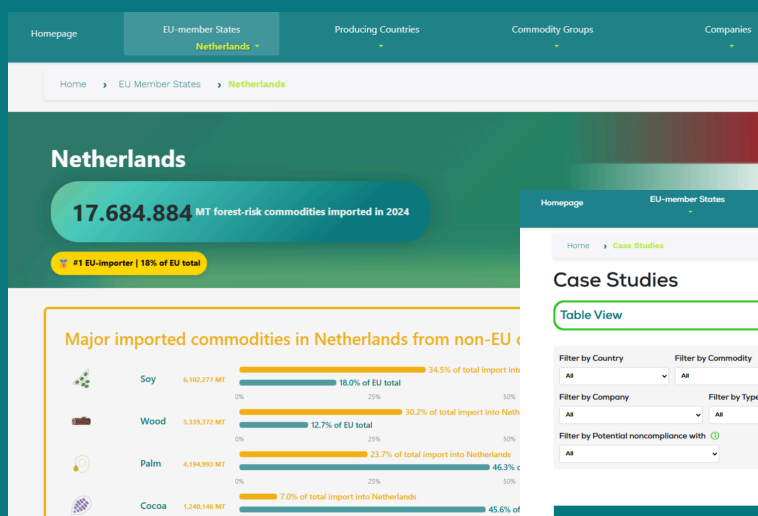 Homepage
EU-member States
Netherlands
Producing Countries
Commodity Groups
Companies
Home › EU Member States › Netherlands
Netherlands
17.684.884 MT forest-risk commodities imported in 2024
#1 EU-importer | 18% of EU total
Major imported commodities in Netherlands from non-EU
Soy 6,102,277 MT
34.5% of total import into
18.0% of EU total
0% 25% 50%
Wood 5,339,372 MT
30.2% of total import into Neth
12.7% of EU total
0% 25% 50%
Palm 4,194,993 MT
23.7% of total import into Netherlands
46.3%
0% 25% 50%
Cocoa 1,240,146 MT
7.0% of total import into Netherlands
45.6% of
Homepage
EU-member States
Home › Case Studies
Case Studies
Table View
Filter by Country
All
Filter by Commodity
All
Filter by Company
All
Filter by Type
All
Filter by Potential noncompliance with
All